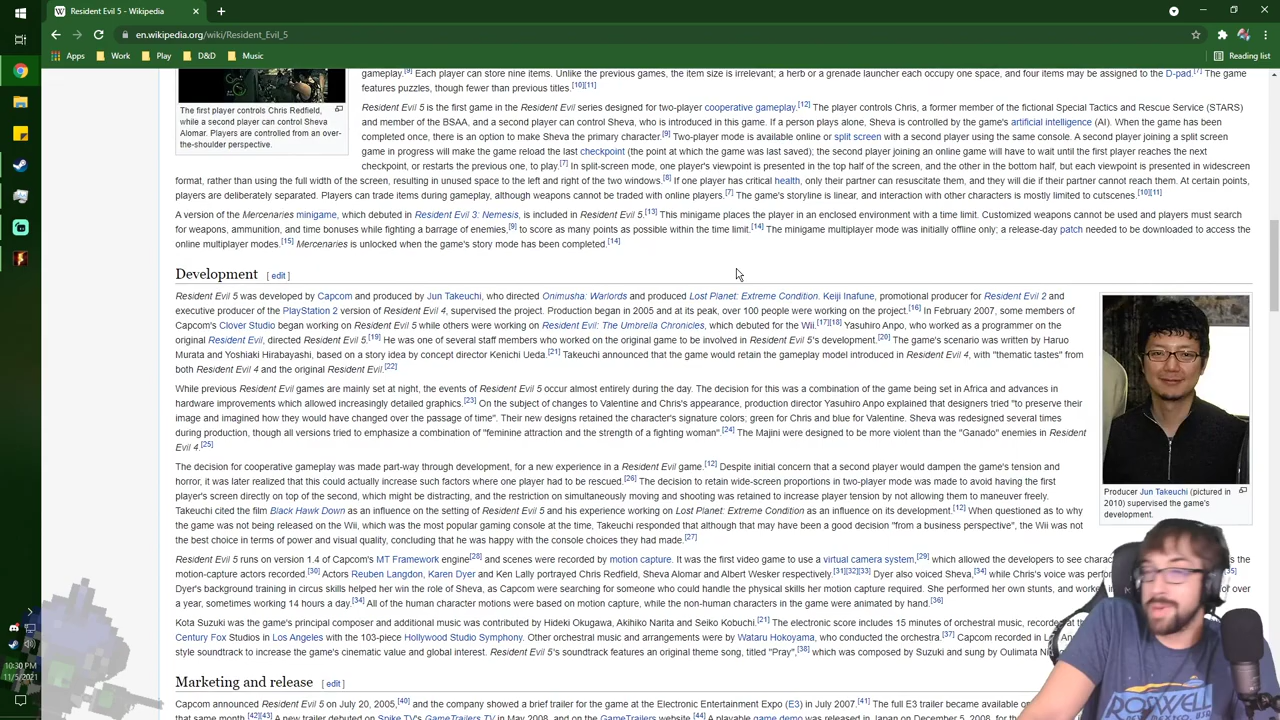 Resident Evil 5 - Wikipedia
en.wikipedia.org/wiki/Resident_Evil_5
Apps Work Play D&D Music Reading list
gameplay.[9] Each player can store nine items. Unlike the previous games, the item size is irrelevant; a herb or a grenade launcher each occupy one space, and four items may be assigned to the D-pad.[7] The game
features puzzles, though fewer than previous titles.[10][11]
The first player controls Chris Redfield,
while a second player can control Sheva
Alomar. Players are controlled from an over-
the-shoulder perspective.
Resident Evil 5 is the first game in the Resident Evil series designed for two-player cooperative gameplay.[12] The player controls Chris, a former member of the fictional Special Tactics and Rescue Service (STARS)
and member of the BSAA, and a second player can control Sheva, who is introduced in this game. If a person plays alone, Sheva is controlled by the game's artificial intelligence (AI). When the game has been
completed once, there is an option to make Sheva the primary character.[9] Two-player mode is available online or split screen with a second player using the same console. A second player joining a split screen
game in progress will make the game reload the last checkpoint (the point at which the game was last saved); the second player joining an online game will have to wait until the first player reaches the next
checkpoint, or restarts the previous one, to play.[7] In split-screen mode, one player's viewpoint is presented in the top half of the screen, and the other in the bottom half, but each viewpoint is presented in widescreen
format, rather than using the full width of the screen, resulting in unused space to the left and right of the two windows.[8] If one player has critical health, only their partner can resuscitate them, and they will die if their partner cannot reach them. At certain points,
players are deliberately separated. Players can trade items during gameplay, although weapons cannot be traded with online players.[7] The game's storyline is linear, and interaction with other characters is mostly limited to cutscenes.[10][11]
A version of the Mercenaries minigame, which debuted in Resident Evil 3: Nemesis, is included in Resident Evil 5.[13] This minigame places the player in an enclosed environment with a time limit. Customized weapons cannot be used and players must search
for weapons, ammunition, and time bonuses while fighting a barrage of enemies,[9] to score as many points as possible within the time limit.[14] The minigame multiplayer mode was initially offline only; a release-day patch needed to be downloaded to access the
online multiplayer modes.[15] Mercenaries is unlocked when the game's story mode has been completed.[14]
Development [ edit ]
Resident Evil 5 was developed by Capcom and produced by Jun Takeuchi, who directed Onimusha: Warlords and produced Lost Planet: Extreme Condition. Keiji Inafune, promotional producer for Resident Evil 2 and
executive producer of the PlayStation 2 version of Resident Evil 4, supervised the project. Production began in 2005 and at its peak, over 100 people were working on the project.[16] In February 2007, some members of
Capcom's Clover Studio began working on Resident Evil 5 while others were working on Resident Evil: The Umbrella Chronicles, which debuted for the Wii.[17][18] Yasuhiro Anpo, who worked as a programmer on the
original Resident Evil, directed Resident Evil 5.[19] He was one of several staff members who worked on the original game to be involved in Resident Evil 5's development.[20] The game's scenario was written by Haruo
Murata and Yoshiaki Hirabayashi, based on a story idea by concept director Kenichi Ueda.[21] Takeuchi announced that the game would retain the gameplay model introduced in Resident Evil 4, with "thematic tastes" from
both Resident Evil 4 and the original Resident Evil.[22]
While previous Resident Evil games are mainly set at night, the events of Resident Evil 5 occur almost entirely during the day. The decision for this was a combination of the game being set in Africa and advances in
hardware improvements which allowed increasingly detailed graphics.[23] On the subject of changes to Valentine and Chris's appearance, production director Yasuhiro Anpo explained that designers tried "to preserve their
image and imagined how they would have changed over the passage of time". Their new designs retained the character's signature colors; green for Chris and blue for Valentine. Sheva was redesigned several times
during production, though all versions tried to emphasize a combination of "feminine attraction and the strength of a fighting woman".[24] The Majini were designed to be more violent than the "Ganado" enemies in Resident
Evil 4.[25]
The decision for cooperative gameplay was made part-way through development, for a new experience in a Resident Evil game.[12] Despite initial concern that a second player would dampen the game's tension and
horror, it was later realized that this could actually increase such factors where one player had to be rescued.[26] The decision to retain wide-screen proportions in two-player mode was made to avoid having the first
player's screen directly on top of the second, which might be distracting, and the restriction on simultaneously moving and shooting was retained to increase player tension by not allowing them to maneuver freely.
Takeuchi cited the film Black Hawk Down as an influence on the setting of Resident Evil 5 and his experience working on Lost Planet: Extreme Condition as an influence on its development.[12] When questioned as to why
the game was not being released on the Wii, which was the most popular gaming console at the time, Takeuchi responded that although that may have been a good decision "from a business perspective", the Wii was not
the best choice in terms of power and visual quality, concluding that he was happy with the console choices they had made.[27]
Producer Jun Takeuchi (pictured in
2010) supervised the game's
development.
Resident Evil 5 runs on version 1.4 of Capcom's MT Framework engine[28] and scenes were recorded by motion capture. It was the first video game to use a virtual camera system,[29] which allowed the developers to see charac
motion-capture actors recorded.[30] Actors Reuben Langdon, Karen Dyer and Ken Lally portrayed Chris Redfield, Sheva Alomar and Albert Wesker respectively.[31][32][33] Dyer also voiced Sheva,[34] while Chris's voice was perfor
Dyer's background training in circus skills helped her win the role of Sheva, as Capcom were searching for someone who could handle the physical skills her motion capture required. She performed her own stunts, and worke of over
a year, sometimes working 14 hours a day.[34] All of the human character motions were based on motion capture, while the non-human characters in the game were animated by hand.[36]
Kota Suzuki was the game's principal composer and additional music was contributed by Hideki Okugawa, Akihiko Narita and Seiko Kobuchi.[21] The electronic score includes 15 minutes of orchestral music, recorded at
Century Fox Studios in Los Angeles with the 103-piece Hollywood Studio Symphony. Other orchestral music and arrangements were by Wataru Hokoyama, who conducted the orchestra.[37] Capcom recorded in Los
style soundtrack to increase the game's cinematic value and global interest. Resident Evil 5's soundtrack features an original theme song, titled "Pray",[38] which was composed by Suzuki and sung by Oulimata Ni
Marketing and release [ edit ]
Capcom announced Resident Evil 5 on July 20, 2005,[40] and the company showed a brief trailer for the game at the Electronic Entertainment Expo (E3) in July 2007.[41] The full E3 trailer became available on
that same month.[42][43] A new trailer debuted on Spike TV's GameTrailers TV in May 2008, and on the GameTrailers website.[44] A playable game demo was released in Japan on December 5, 2008, for the
10:30 PM
11/5/2021
ROSWELL